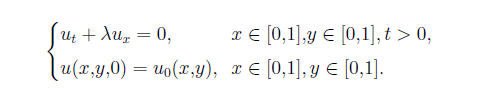 u_t + λu_x = 0, x ∈ [0,1],y ∈ [0,1],t > 0,
u(x,y,0) = u_0(x,y), x ∈ [0,1],y ∈ [0,1].